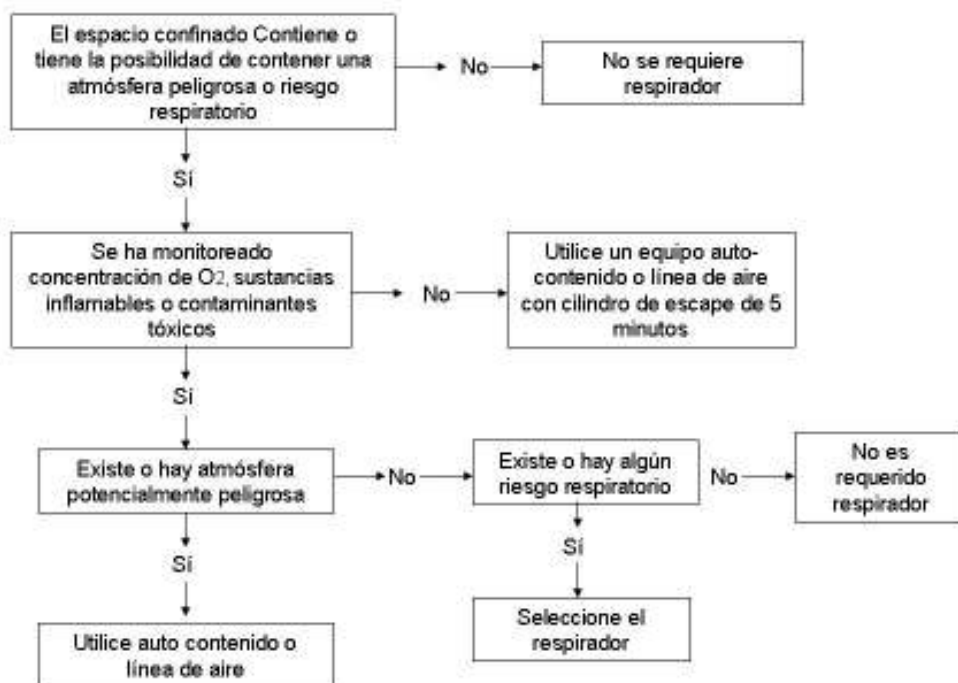 El espacio confinado Contiene o
tiene la posibilidad de contener una
atmósfera peligrosa o riesgo
respiratorio
No
No se requiere
respirador
Sí
Se ha monitoreado
concentración de O2, sustancias
inflamables o contaminantes
tóxicos
No
Utilice un equipo auto-
contenido o línea de aire
con cilindro de escape de 5
minutos
Sí
Existe o hay atmósfera
potencialmente peligrosa
No
Existe o hay algún
riesgo respiratorio
No
No es
requerido
respirador
Sí
Utilice auto contenido o
línea de aire
Sí
Seleccione el
respirador